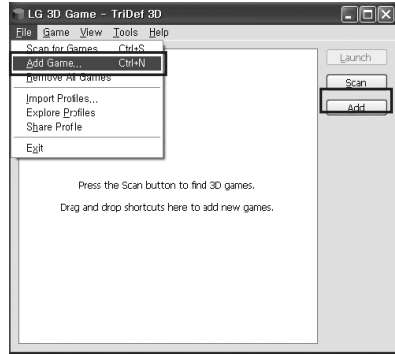 LG 3D Game - TriDef 3D
File Game View Tools Help
Scan for Games Ctrl+S
Add Game... Ctrl+N
Remove All Games
Import Profiles...
Explore Profiles
Share Profile
Exit
Launch
Scan
Add
Press the Scan button to find 3D games.
Drag and drop shortcuts here to add new games.